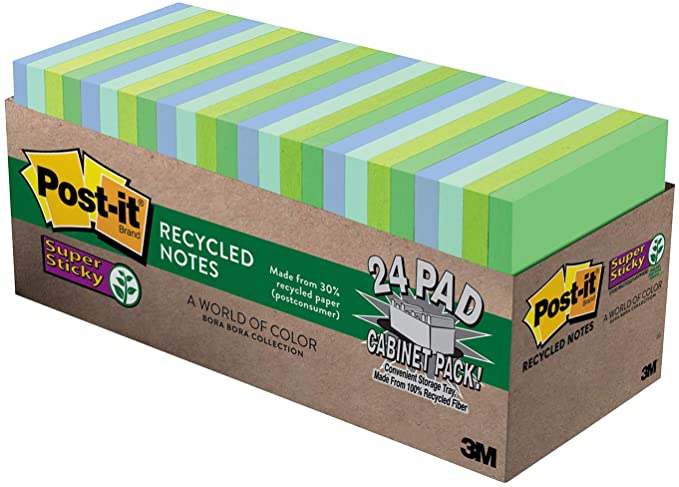 Post-it®
Brand
Super
Sticky
RECYCLED
NOTES
Made from 30%
recycled paper
(postconsumer)
A WORLD OF COLOR
BORA BORA COLLECTION
24 PAD
CABINET PACK!
Convenient Storage Tray,
Made From 100% Recycled Fiber
3M
Post-it®
Brand
Super
Sticky
RECYCLED NOTES
A WORLD OF COLOR
BORA BORA COLLECTION
3M